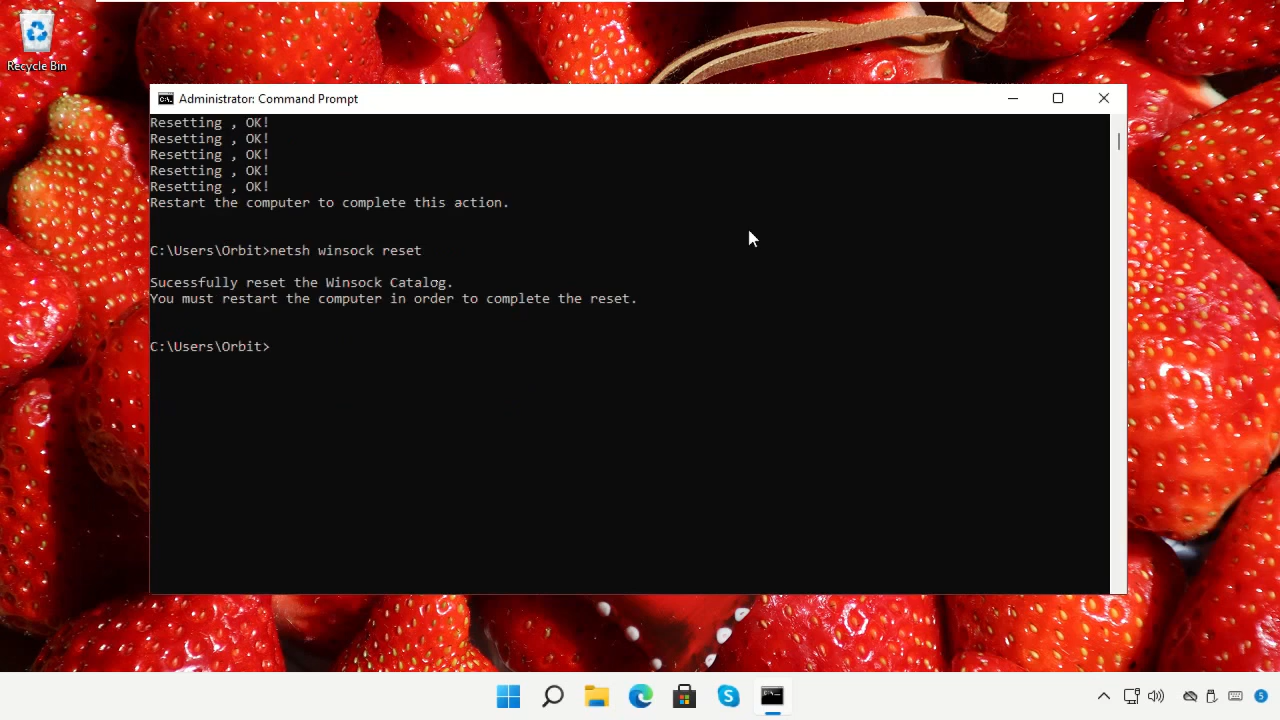 Recycle Bin
Administrator: Command Prompt
Resetting , OK!
Resetting , OK!
Resetting , OK!
Resetting , OK!
Resetting , OK!
Restart the computer to complete this action.
C:\Users\Orbit>netsh winsock reset
Sucessfully reset the Winsock Catalog.
You must restart the computer in order to complete the reset.
C:\Users\Orbit>
5